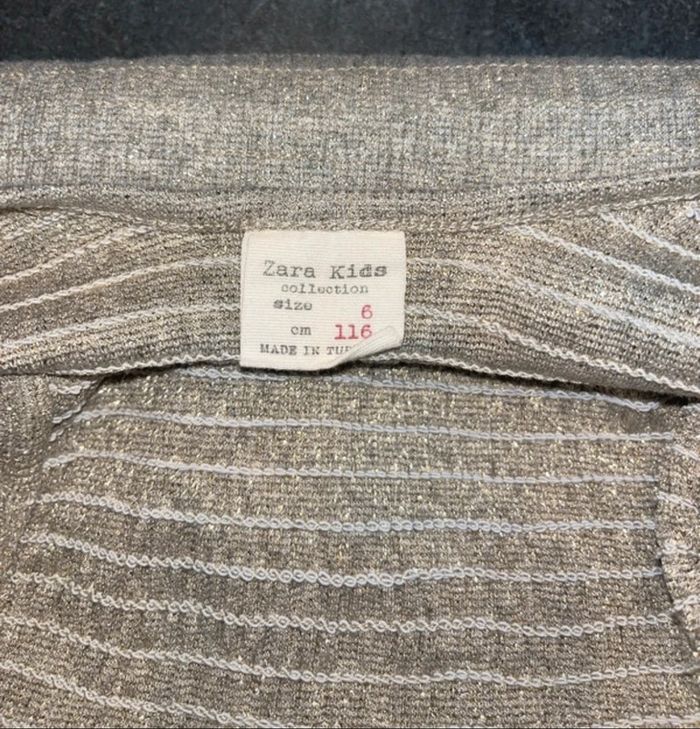 Zara Kids
collection
size 6
cm 116
MADE IN